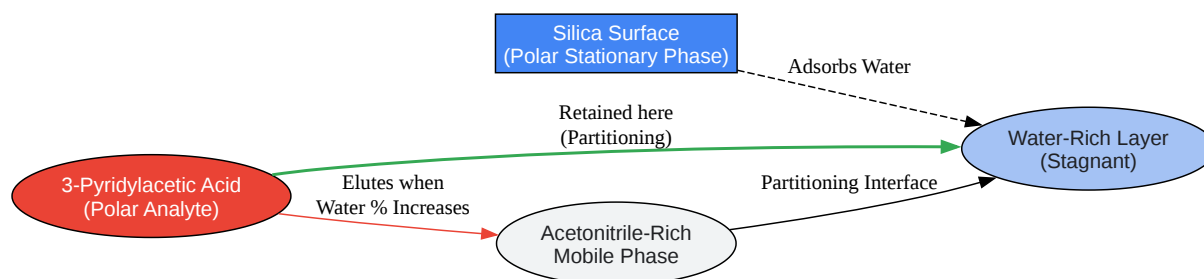 Silica Surface
(Polar Stationary Phase)
Adsorbs Water
Retained here
(Partitioning)
Water-Rich Layer
(Stagnant)
3-Pyridylacetic Acid
(Polar Analyte)
Elutes when
Water % Increases
Partitioning Interface
Acetonitrile-Rich
Mobile Phase